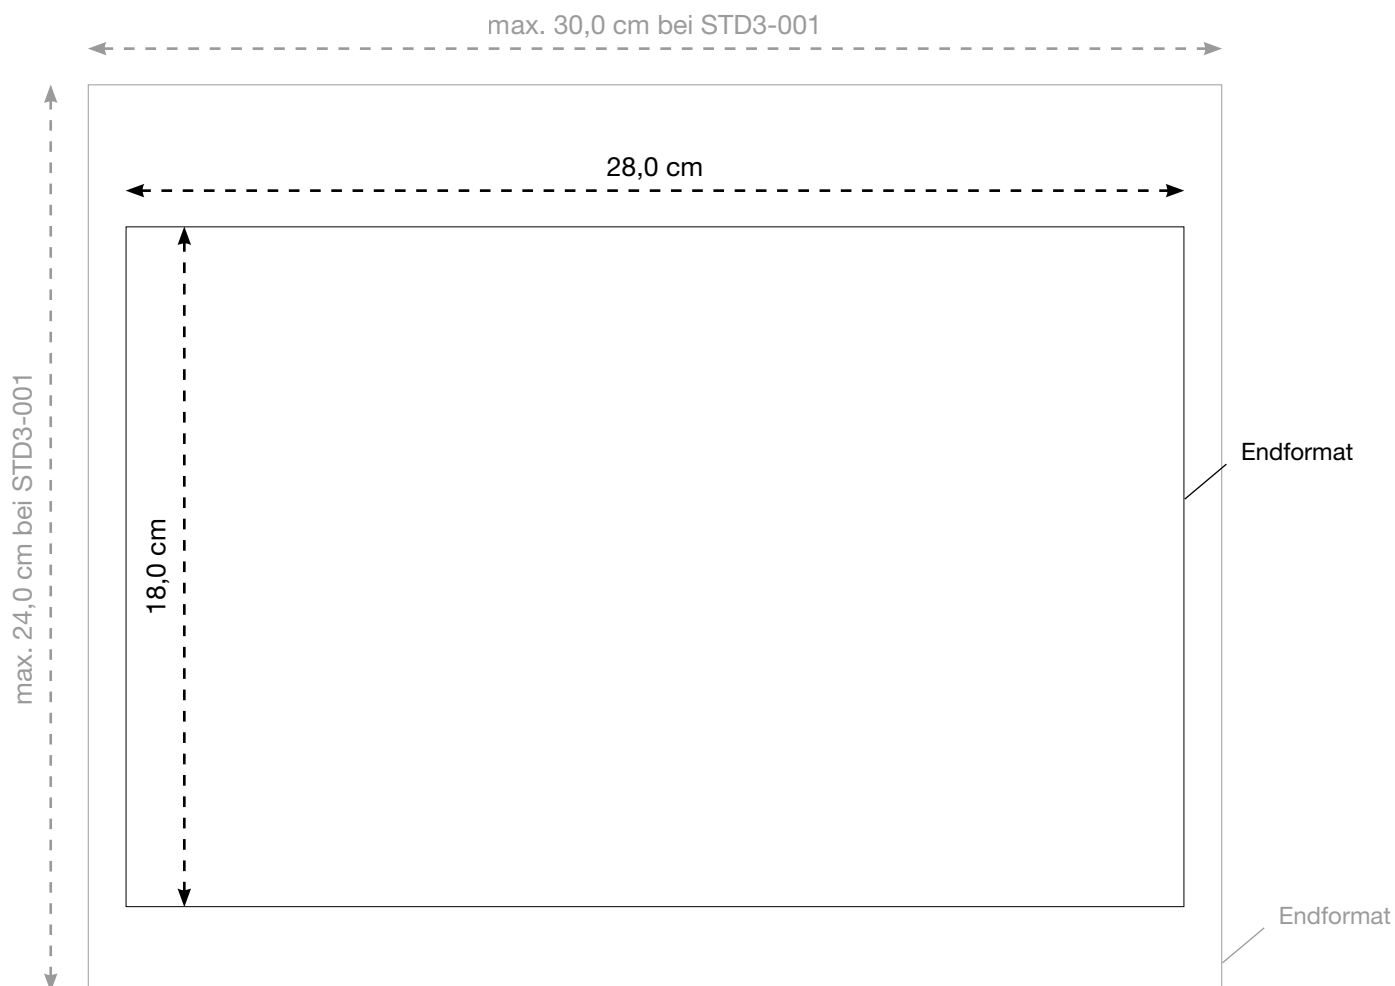 max. 30,0 cm bei STD3-001
28,0 cm
max. 24,0 cm bei STD3-001
18,0 cm
Endformat
Endformat